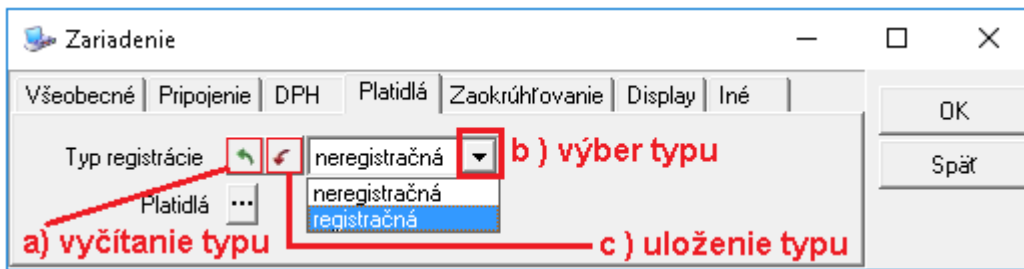 Zariadenie
Všeobecné Pripojenie DPH Platidlá Zaokrúhľovanie Display Iné
OK
Typ registrácie neregistračná b ) výber typu
Späť
neregistračná
Platidlá ...
registračná
a) vyčítanie typu c ) uloženie typu